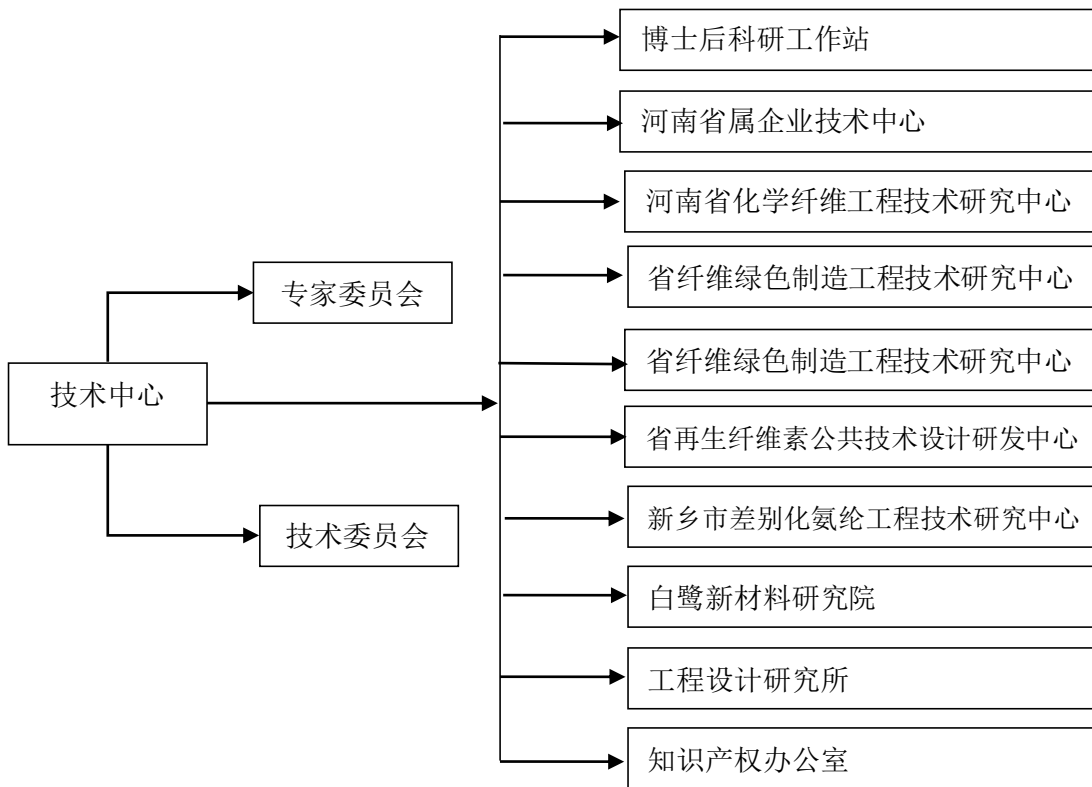 博士后科研工作站
河南省属企业技术中心
河南省化学纤维工程技术研究中心
省纤维绿色制造工程技术研究中心
专家委员会
省纤维绿色制造工程技术研究中心
技术中心
省再生纤维素公共技术设计研发中心
新乡市差别化氨纶工程技术研究中心
技术委员会
白鹭新材料研究院
工程设计研究所
知识产权办公室